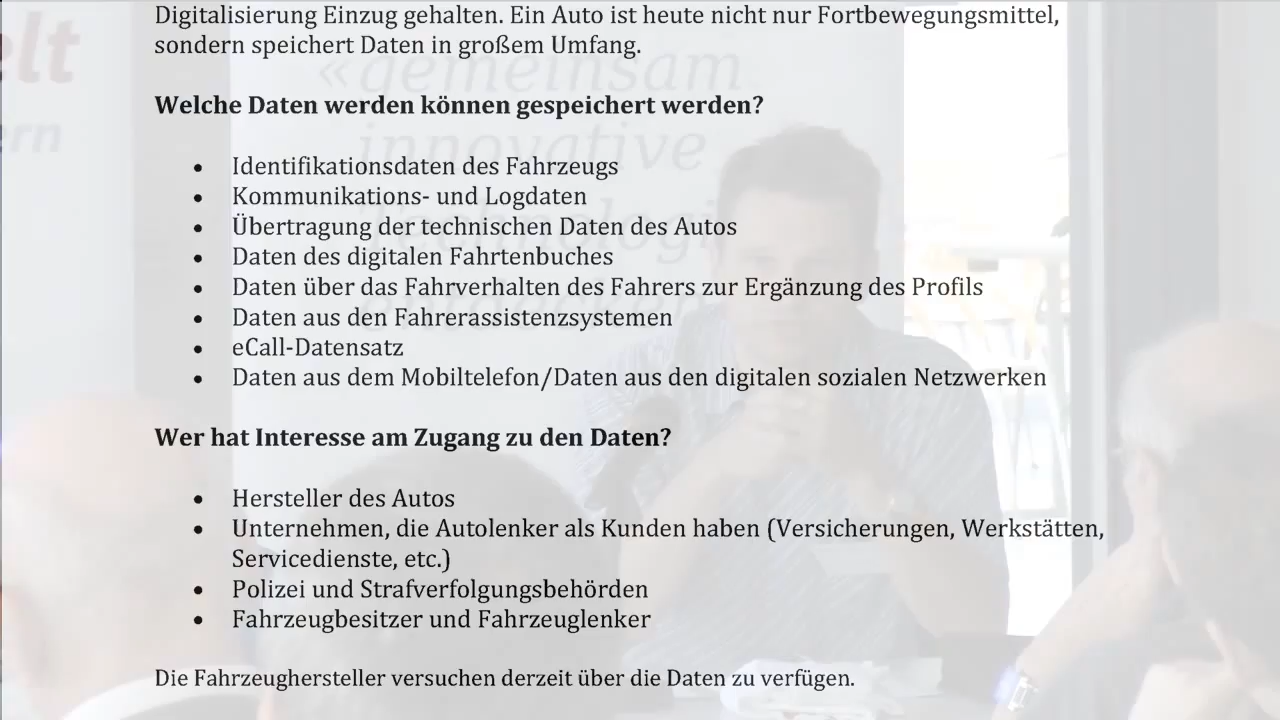 Digitalisierung Einzug gehalten. Ein Auto ist heute nicht nur Fortbewegungsmittel,
sondern speichert Daten in großem Umfang.
elt
ern
«gemeinsam
innovative
Welche Daten werden können gespeichert werden?
• Identifikationsdaten des Fahrzeugs
• Kommunikations- und Logdaten
• Übertragung der technischen Daten des Autos
• Daten des digitalen Fahrtenbuches
• Daten über das Fahrverhalten des Fahrers zur Ergänzung des Profils
• Daten aus den Fahrerassistenzsystemen
• eCall-Datensatz
• Daten aus dem Mobiltelefon/Daten aus den digitalen sozialen Netzwerken
Wer hat Interesse am Zugang zu den Daten?
• Hersteller des Autos
• Unternehmen, die Autolenker als Kunden haben (Versicherungen, Werkstätten,
Servicedienste, etc.)
• Polizei und Strafverfolgungsbehörden
• Fahrzeugbesitzer und Fahrzeuglenker
Die Fahrzeughersteller versuchen derzeit über die Daten zu verfügen.